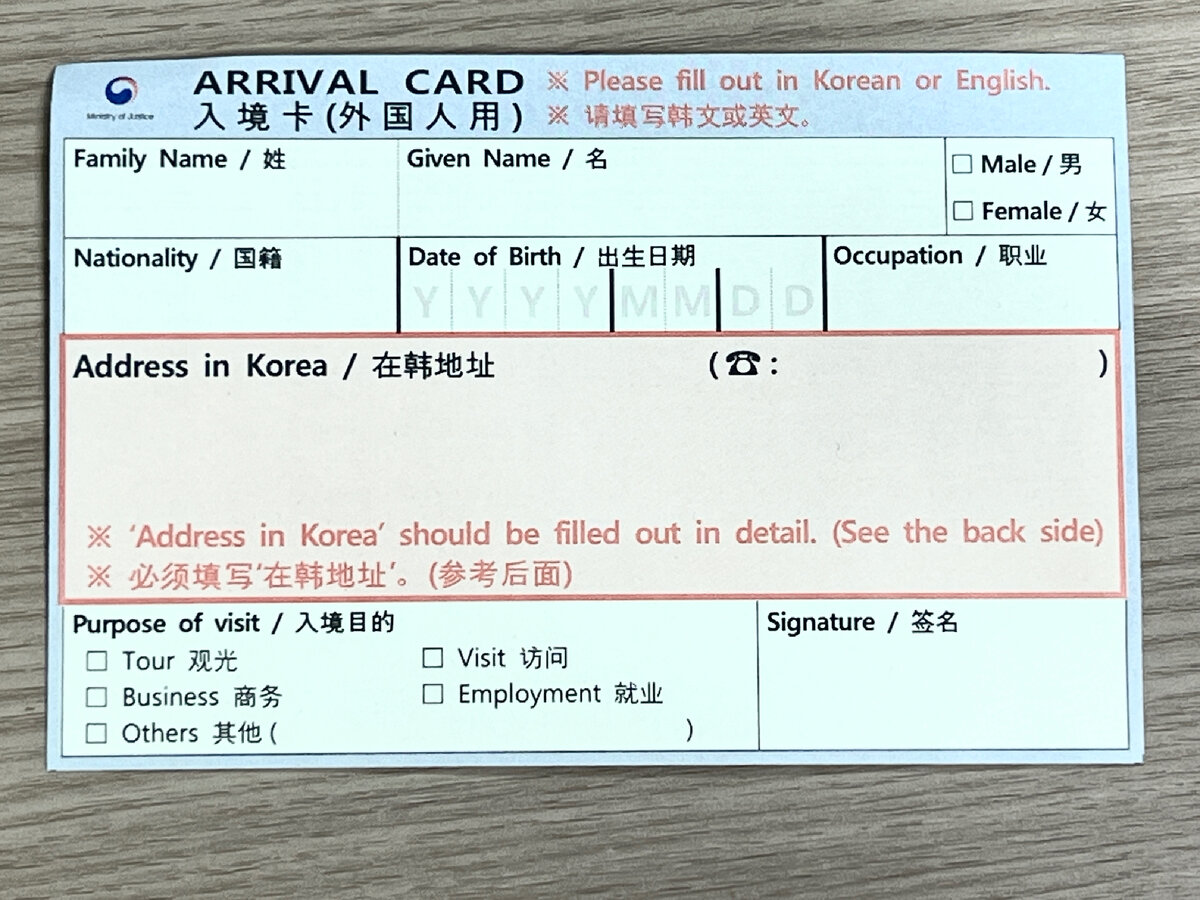 ARRIVAL CARD ※ Please fill out in Korean or English.
入境卡(外国人用) ※ 请填写韩文或英文。
Ministry of Justice
Family Name / 姓
Given Name / 名
□ Male / 男
□ Female / 女
Nationality / 国籍
Date of Birth / 出生日期
Y Y Y Y M M D D
Occupation / 职业
Address in Korea / 在韩地址 (☎: )
※ ‘Address in Korea’ should be filled out in detail. (See the back side)
※ 必须填写‘在韩地址’。(参考后面)
Purpose of visit / 入境目的
□ Tour 观光 □ Visit 访问
□ Business 商务 □ Employment 就业
□ Others 其他 ( )
Signature / 签名